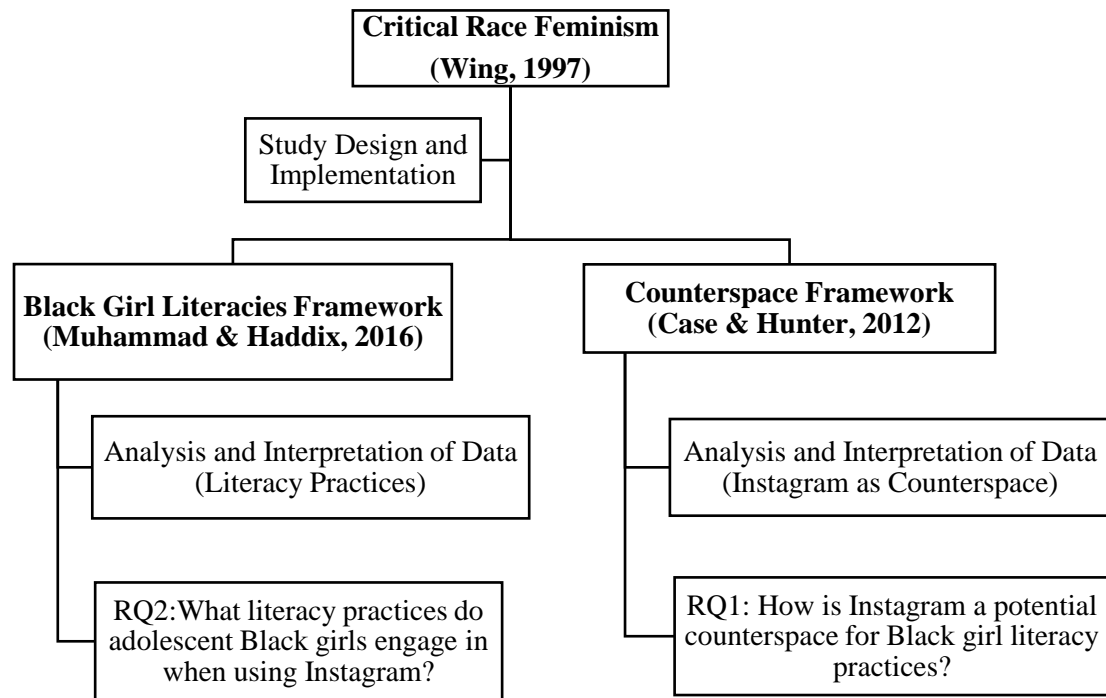 Critical Race Feminism
(Wing, 1997)
Study Design and
Implementation
Black Girl Literacies Framework
(Muhammad & Haddix, 2016)
Analysis and Interpretation of Data
(Literacy Practices)
RQ2:What literacy practices do
adolescent Black girls engage in
when using Instagram?
Counterspace Framework
(Case & Hunter, 2012)
Analysis and Interpretation of Data
(Instagram as Counterspace)
RQ1: How is Instagram a potential
counterspace for Black girl literacy
practices?